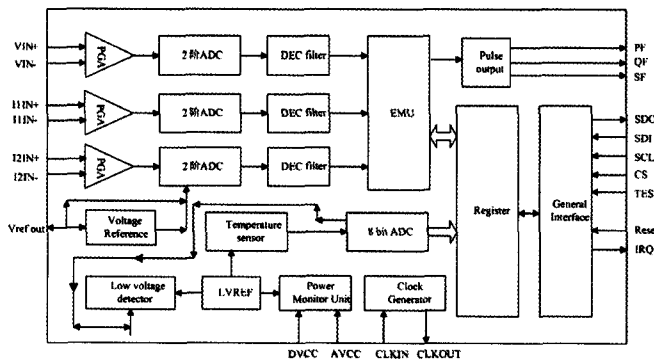 VIN+
VIN-
PGA
2阶ADC
DEC filter
EMU
Pulse output
PF
QF
SF
I1IN+
I1IN-
PGA
2阶ADC
DEC filter
I2IN+
I2IN-
PGA
2阶ADC
DEC filter
SDO
SDI
SCL
CS
TES
Rese
IRQ
Register
General
Interface
Vref out
Voltage
Reference
Temperature
sensor
8-bit ADC
Low voltage
detector
LVREF
Power
Monitor Unit
Clock
Generator
DVCC
AVCC
CLKIN
CLKOUT